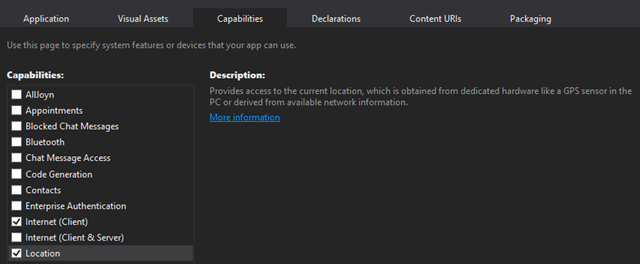 Application Visual Assets Capabilities Declarations Content URIs Packaging
Use this page to specify system features or devices that your app can use.
Capabilities:
AllJoyn
Appointments
Blocked Chat Messages
Bluetooth
Chat Message Access
Code Generation
Contacts
Enterprise Authentication
Internet (Client)
Internet (Client & Server)
Location
Description:
Provides access to the current location, which is obtained from dedicated hardware like a GPS sensor in the
PC or derived from available network information.
More information